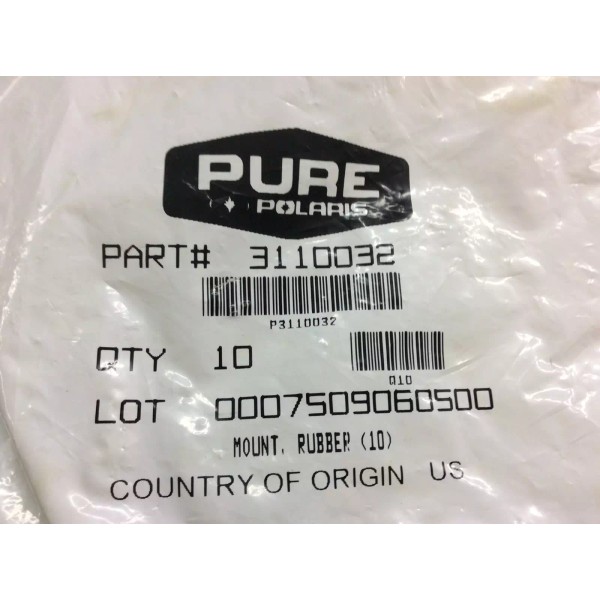 PURE
POLARIS
PART# 3110032
P3110032
QTY 10
Q10
LOT 0007509060500
MOUNT, RUBBER (10)
COUNTRY OF ORIGIN US